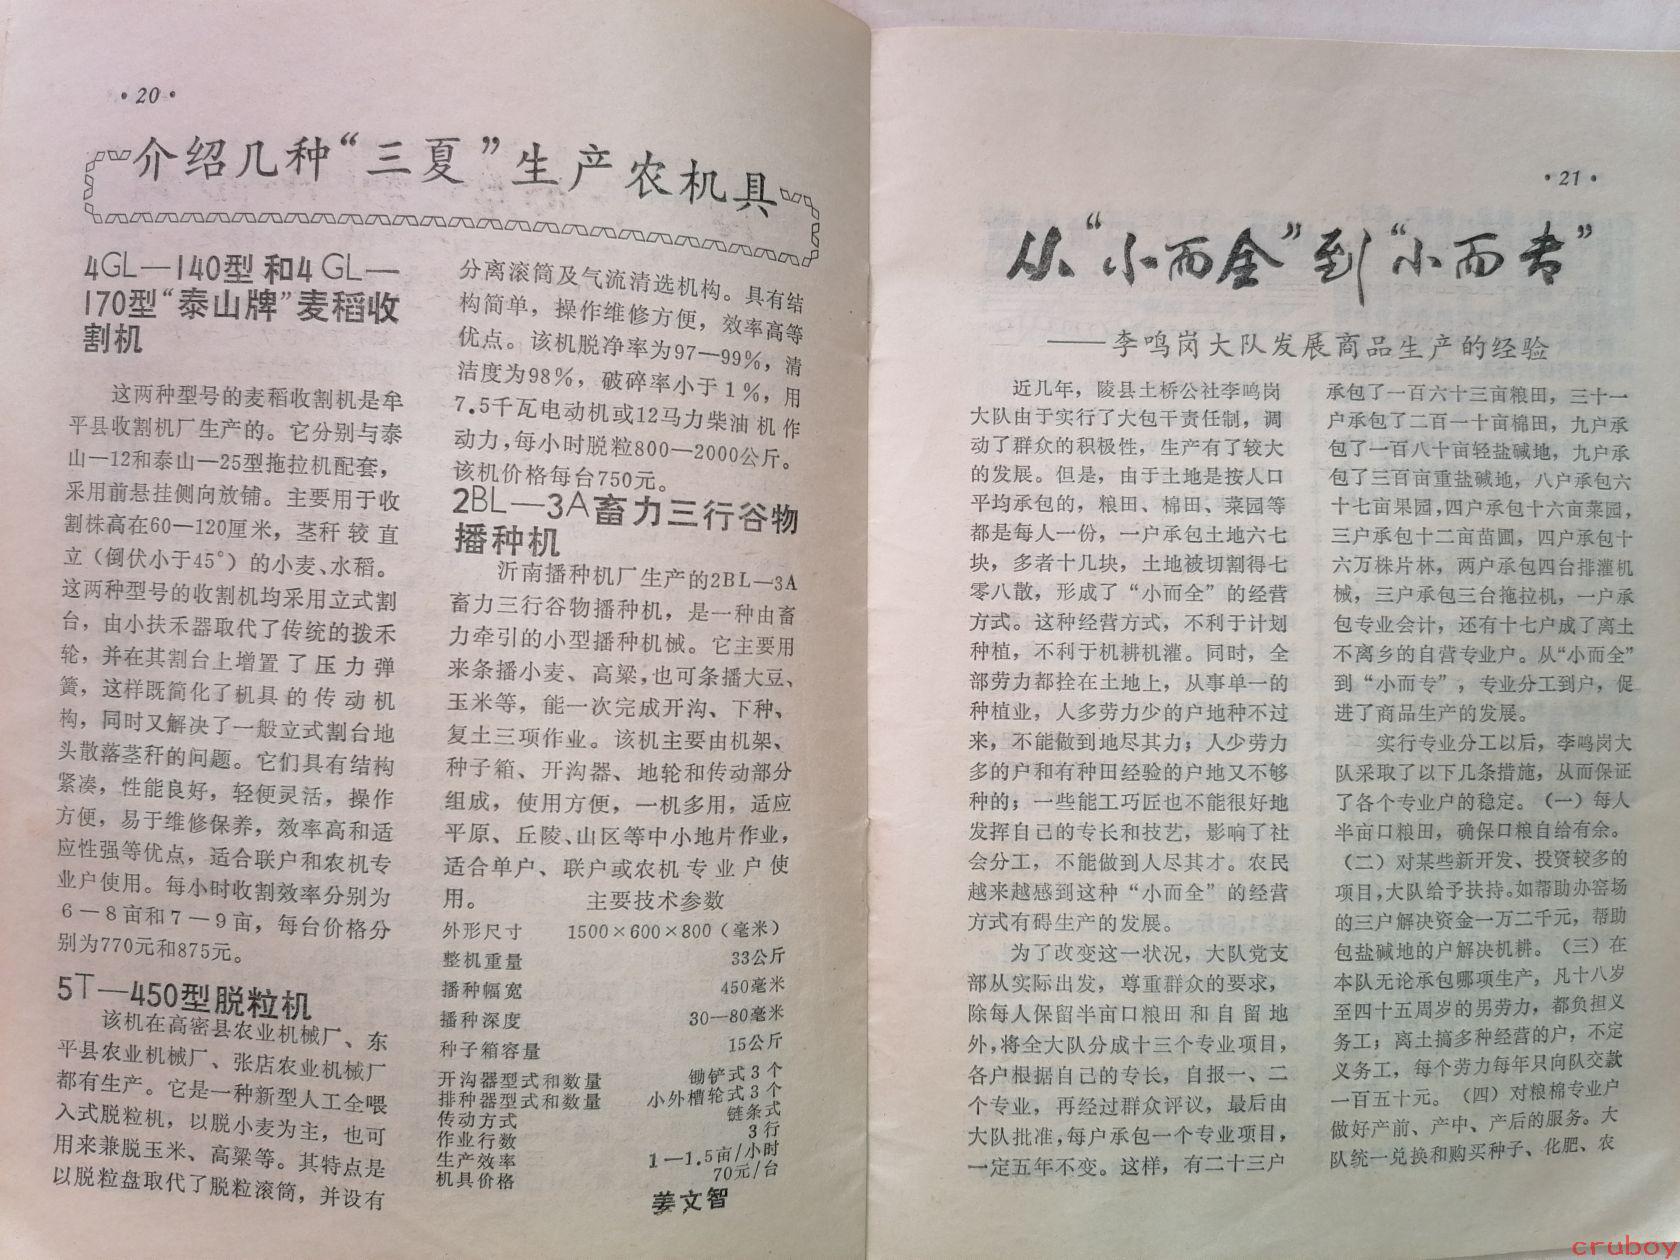 ·20·
介绍几种“三夏”生产农机具
4GL—140型和4GL—
170型“泰山牌”麦稻收
割机
这两种型号的麦稻收割机是牟
平县收割机厂生产的。它分别与泰
山—12和泰山—25型拖拉机配套，
采用前悬挂侧向放铺。主要用于收
割株高在60—120厘米，茎秆较直
立（倒伏小于45°）的小麦、水稻。
这两种型号的收割机均采用立式割
台，由小扶禾器取代了传统的拨禾
轮，并在其割台上增置了压力弹
簧，这样既简化了机具的传动机
构，同时又解决了一般立式割台地
头散落茎秆的问题。它们具有结构
紧凑，性能良好，轻便灵活，操作
方便，易于维修保养，效率高和适
应性强等优点，适合联户和农机专
业户使用。每小时收割效率分别为
6—8亩和7—9亩，每台价格分
别为770元和875元。
5T—450型脱粒机
该机在高密县农业机械厂、东
平县农业机械厂、张店农业机械厂
都有生产。它是一种新型人工全喂
入式脱粒机，以脱小麦为主，也可
用来兼脱玉米、高粱等。其特点是
以脱粒盘取代了脱粒滚筒，并设有
分离滚筒及气流清选机构。具有结
构简单，操作维修方便，效率高等
优点。该机脱净率为97—99％，清
洁度为98％，破碎率小于1％，用
7.5千瓦电动机或12马力柴油机作
动力，每小时脱粒800—2000公斤。
该机价格每台750元。
2BL—3A畜力三行谷物
播种机
沂南播种机厂生产的2BL—3A
畜力三行谷物播种机，是一种由畜
力牵引的小型播种机械。它主要用
来条播小麦、高粱，也可条播大豆、
玉米等，能一次完成开沟、下种、
复土三项作业。该机主要由机架、
种子箱、开沟器、地轮和传动部分
组成，使用方便，一机多用，适应
平原、丘陵、山区等中小地片作业，
适合单户、联户或农机专业户使
用。 主要技术参数
外形尺寸 1500×600×800（毫米）
整机重量 33公斤
播种幅宽 450毫米
播种深度 30—80毫米
种子箱容量 15公斤
开沟器型式和数量 锄铲式3个
排种器型式和数量 小外槽轮式3个
传动方式 链条式
作业行数 3行
生产效率 1—1.5亩/小时
机具价格 70元/台
姜文智
·21·
从“小而全”到“小而专”
——李鸣岗大队发展商品生产的经验
近几年，陵县土桥公社李鸣岗
大队由于实行了大包干责任制，调
动了群众的积极性，生产有了较大
的发展。但是，由于土地是按人口
平均承包的，粮田、棉田、菜园等
都是每人一份，一户承包土地六七
块，多者十几块，土地被切割得七
零八散，形成了“小而全”的经营
方式。这种经营方式，不利于计划
种植，不利于机耕机灌。同时，全
部劳力都拴在土地上，从事单一的
种植业，人多劳力少的户地种不过
来，不能做到地尽其力；人少劳力
多的户和有种田经验的户地又不够
种的；一些能工巧匠也不能很好地
发挥自己的专长和技艺，影响了社
会分工，不能做到人尽其才。农民
越来越感到这种“小而全”的经营
方式有碍生产的发展。
为了改变这一状况，大队党支
部从实际出发，尊重群众的要求，
除每人保留半亩口粮田和自留地
外，将全大队分成十三个专业项目，
各户根据自己的专长，自报一、二
个专业，再经过群众评议，最后由
大队批准，每户承包一个专业项目，
一定五年不变。这样，有二十三户
承包了一百六十三亩粮田，三十一
户承包了二百一十亩棉田，九户承
包了一百八十亩轻盐碱地，九户承
包了三百亩重盐碱地，八户承包六
十七亩果园，四户承包十六亩菜园，
三户承包十二亩苗圃，四户承包十
六万株片林，两户承包四台排灌机
械，三户承包三台拖拉机，一户承
包专业会计，还有十七户成了离土
不离乡的自营专业户。从“小而全”
到“小而专”，专业分工到户，促
进了商品生产的发展。
实行专业分工以后，李鸣岗大
队采取了以下几条措施，从而保证
了各个专业户的稳定。（一）每人
半亩口粮田，确保口粮自给有余。
（二）对某些新开发、投资较多的
项目，大队给予扶持。如帮助办窑场
的三户解决资金一万二千元，帮助
包盐碱地的户解决机耕。（三）在
本队无论承包哪项生产，凡十八岁
至四十五周岁的男劳力，都负担义
务工；离土搞多种经营的户，不定
义务工，每个劳力每年只向队交款
一百五十元。（四）对粮棉专业户
做好产前、产中、产后的服务。大
队统一兑换和购买种子、化肥、农
cruboy